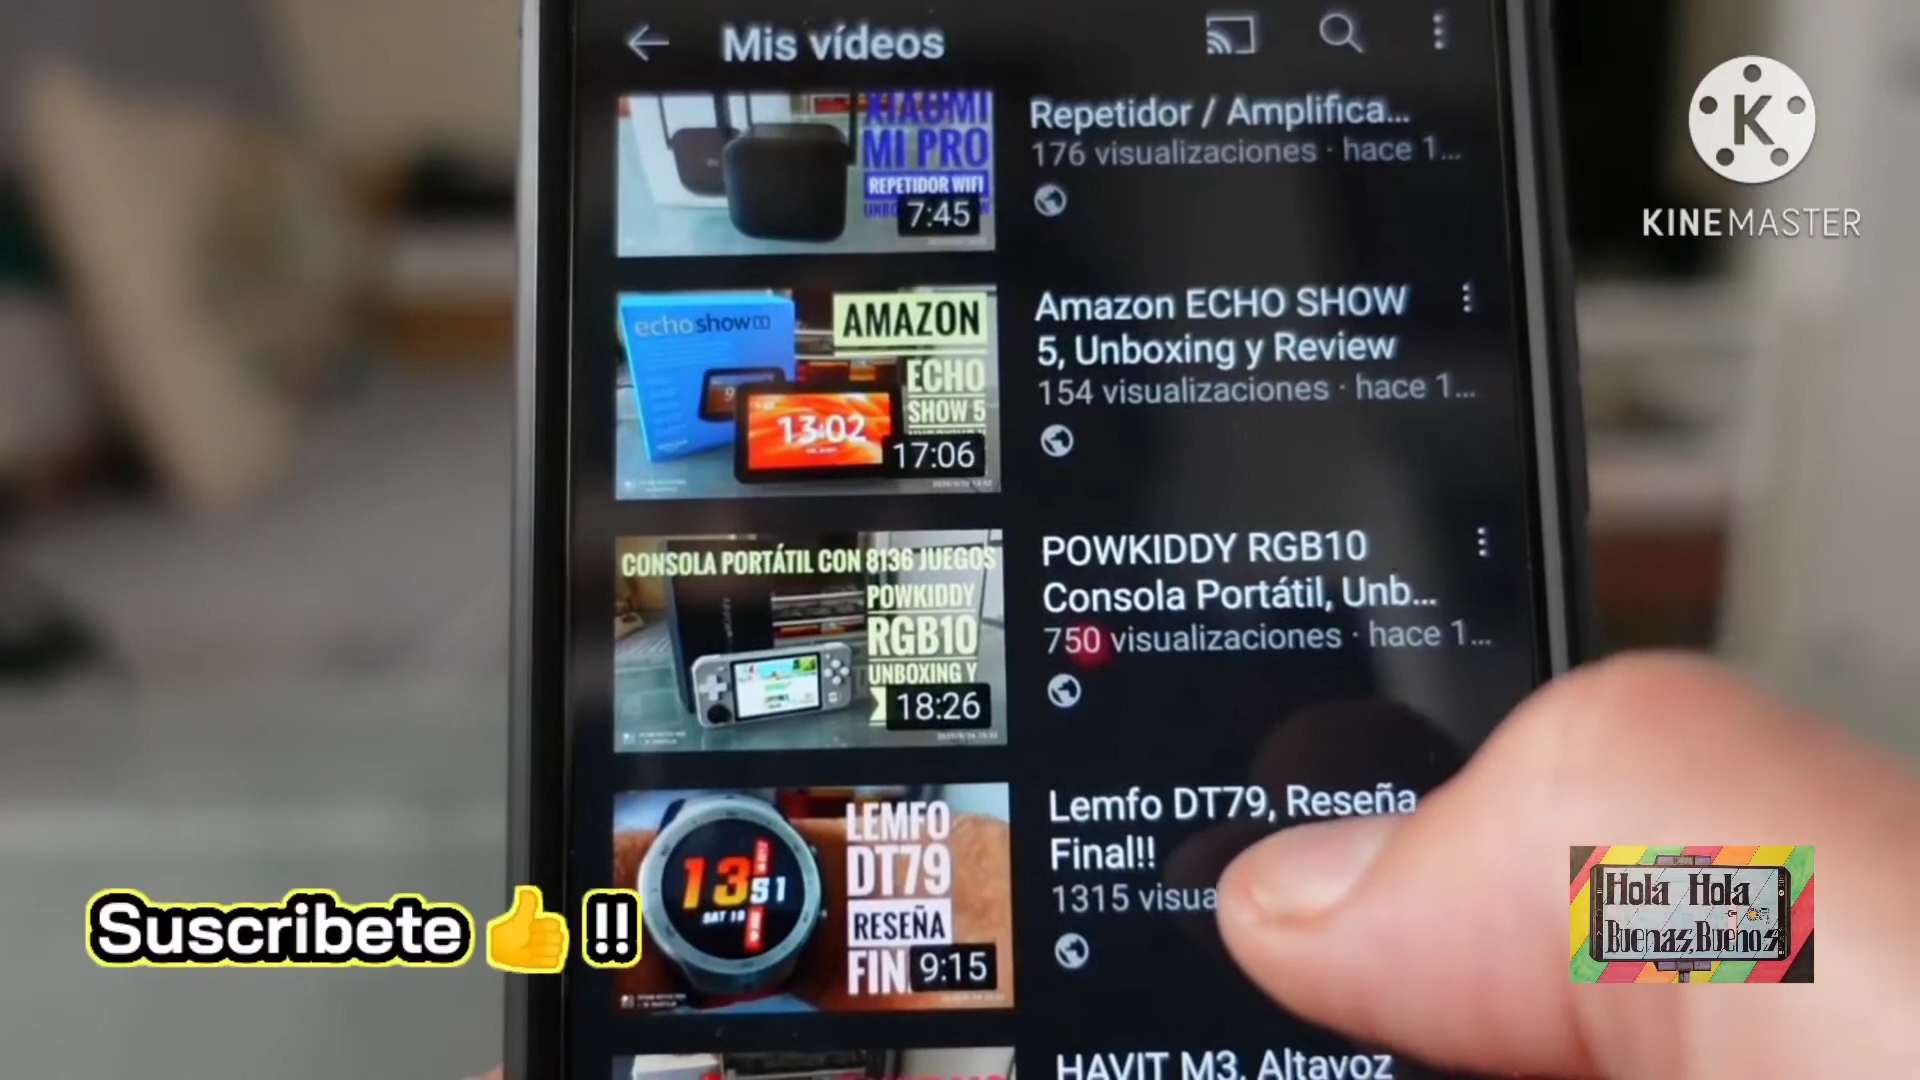 Mis vídeos
XIAOMI
MI PRO
REPETIDOR WIFI
7:45
Repetidor / Amplifica...
176 visualizaciones · hace 1...
K
KINEMASTER
echo show 5
AMAZON
ECHO
SHOW 5
13:02
17:06
Amazon ECHO SHOW
5, Unboxing y Review
154 visualizaciones · hace 1...
CONSOLA PORTÁTIL CON 8136 JUEGOS
POWKIDDY
RGB10
UNBOXING Y
18:26
POWKIDDY RGB10
Consola Portátil, Unb...
750 visualizaciones · hace 1...
LEMFO
DT79
RESEÑA
FIN
13
51
9:15
Lemfo DT79, Reseña
Final!!
1315 visua
Suscribete 👍 !!
Hola Hola
Buenas, Buenos
HAVIT M3, Altavoz